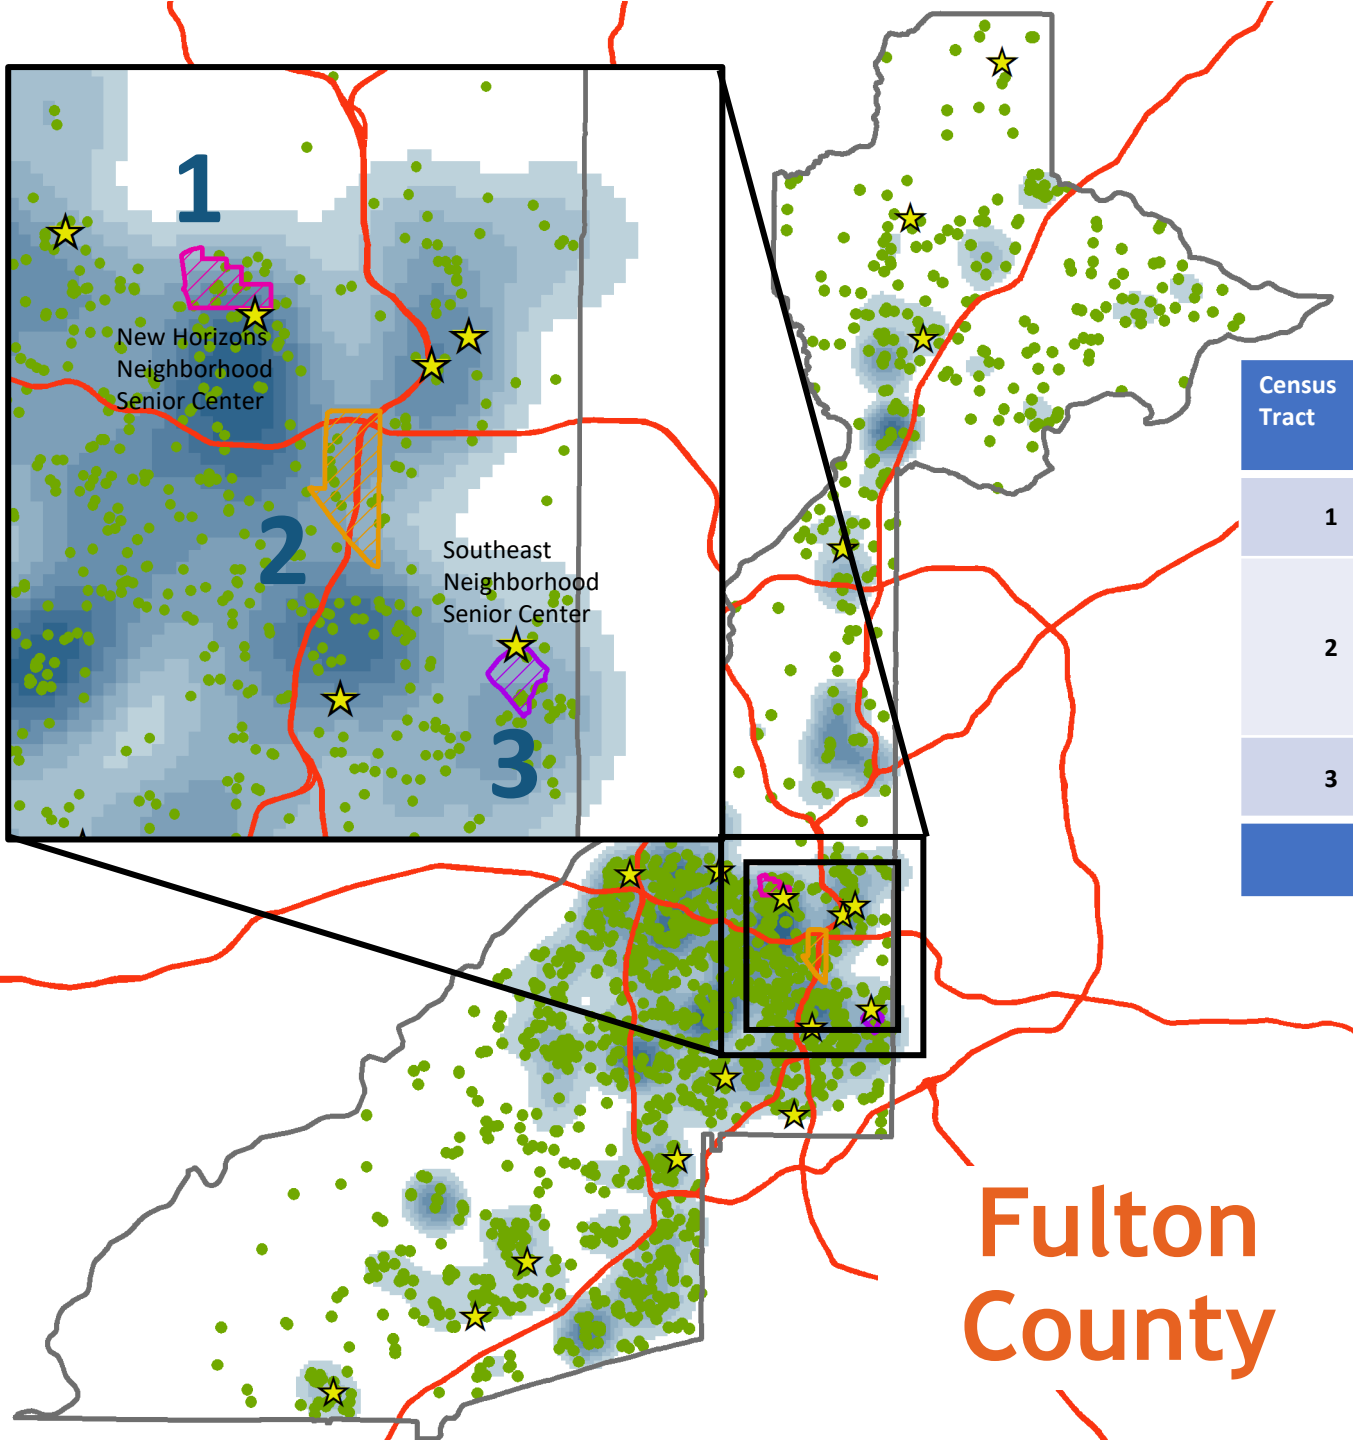 1
New Horizons
Neighborhood
Senior Center
2
Southeast
Neighborhood
Senior Center
3
Census
Tract
1
2
3
Fulton
County